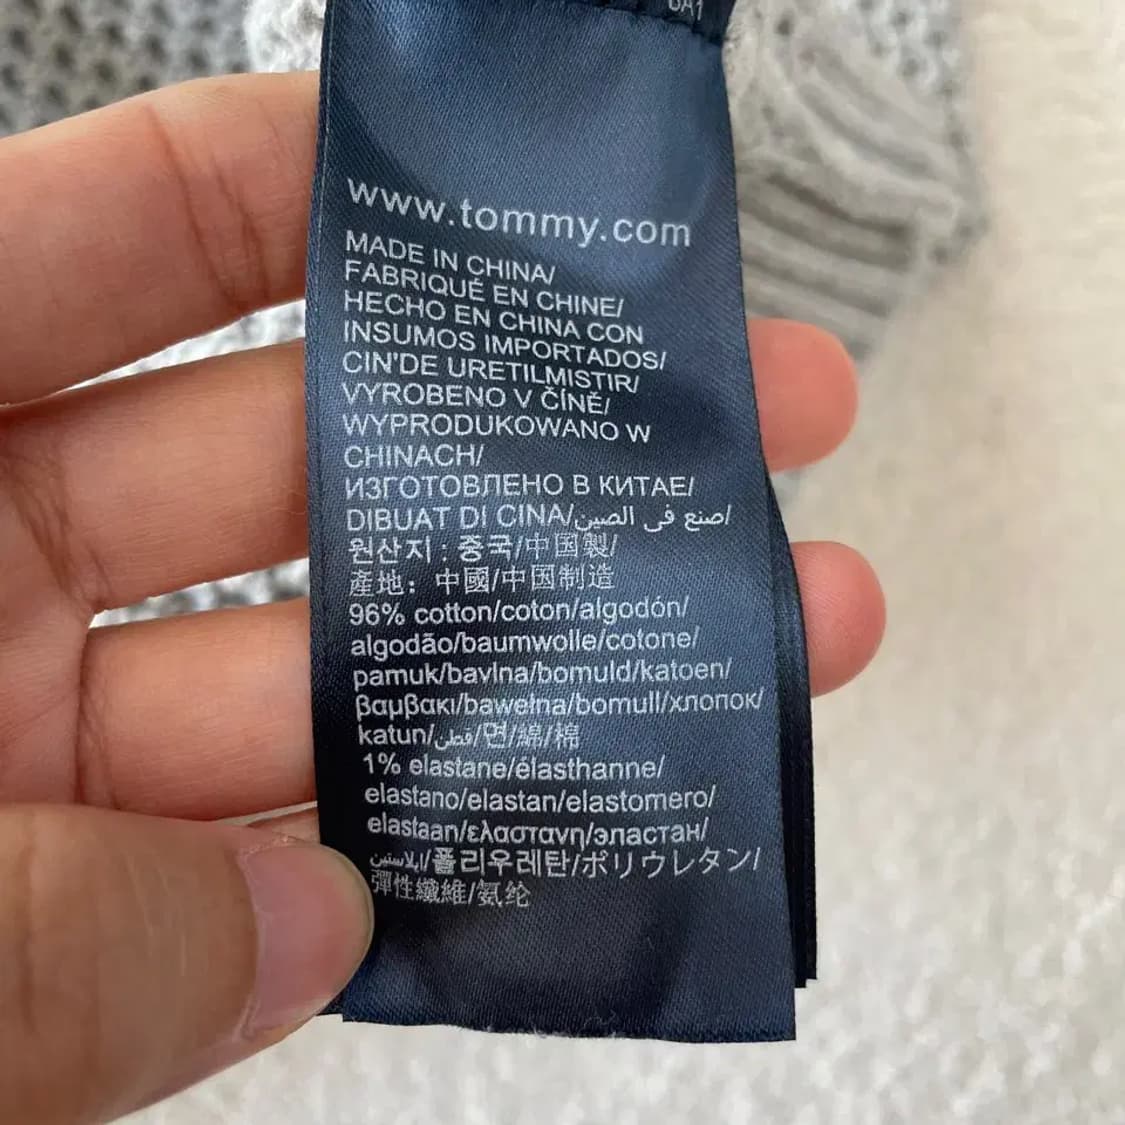 www.tommy.com
MADE IN CHINA/
FABRIQUÉ EN CHINE/
HECHO EN CHINA CON
INSUMOS IMPORTADOS/
CIN'DE URETILMISTIR/
VYROBENO V ČÍNĚ/
WYPRODUKOWANO W
CHINACH/
ИЗГОТОВЛЕНО В КИТАЕ/
DIBUAT DI CINA/صنع في الصين/
원산지 : 중국/中国製/
產地: 中國/中国制造
96% cotton/coton/algodón/
algodão/baumwolle/cotone/
pamuk/bavlna/bomuld/katoen/
βαμβακι/bawełna/bomull/хлопок/
katun/قطن/면/綿/棉
1% elastane/élasthanne/
elastano/elastan/elastomero/
elastaan/ελαστανη/эластан/
ايلاستين/폴리우레탄/ポリウレタン/
彈性纖維/氨纶